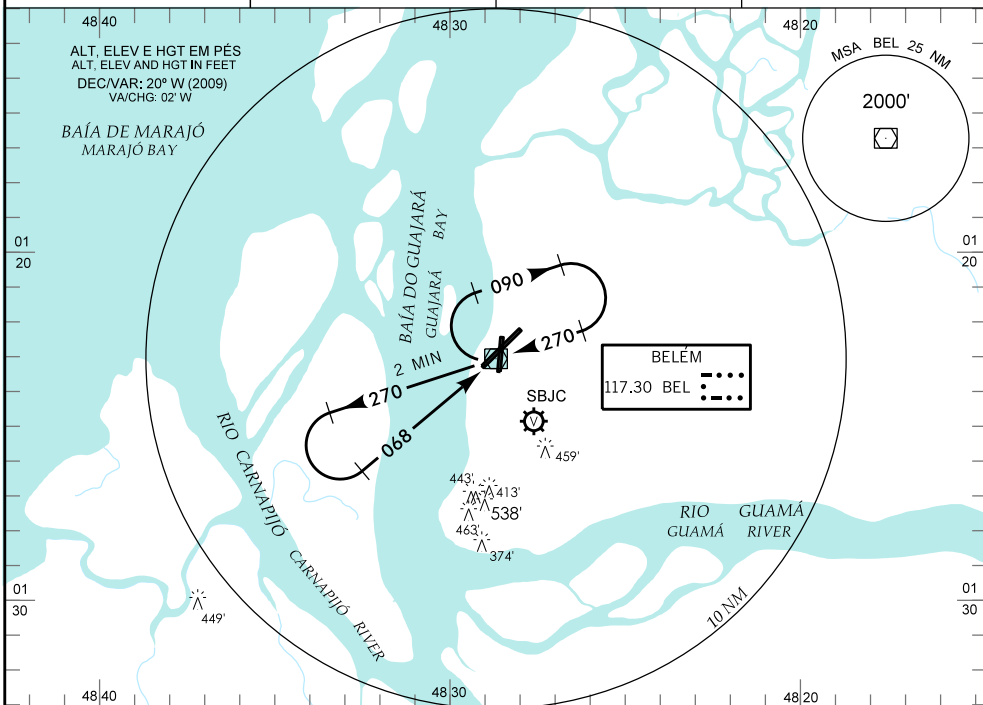 48 40
48 30
48 20
ALT, ELEV E HGT EM PÉS
ALT, ELEV AND HGT IN FEET
DEC/VAR: 20° W (2009)
VA/CHG: 02' W
MSA BEL 25 NM
2000'
BAÍA DE MARAJÓ
MARAJÓ BAY
BAÍA DO GUAJARÁ
GUAJARÁ BAY
01
20
01
20
090
270
2 MIN
270
068
BELÉM
117.30 BEL
SBJC
V
459'
443'
413'
538'
463'
374'
RIO CARNAPIJÓ
CARNAPIJÓ RIVER
RIO GUAMÁ
GUAMÁ RIVER
01
30
01
30
449'
10 NM
48 40
48 30
48 20